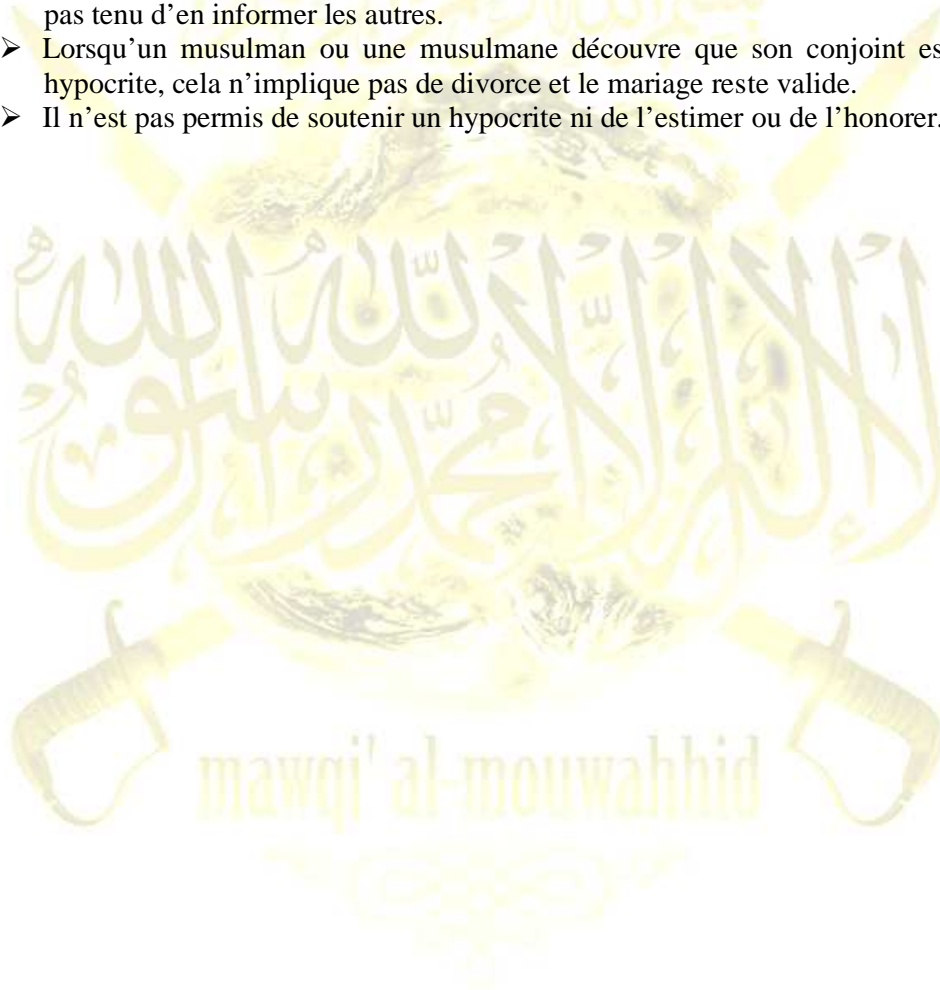 pas tenu d’en informer les autres.
➢ Lorsqu’un musulman ou une musulmane découvre que son conjoint es
hypocrite, cela n’implique pas de divorce et le mariage reste valide.
➢ Il n’est pas permis de soutenir un hypocrite ni de l’estimer ou de l’honorer.
لا إله إلا الله محمد رسول الله
mawqi' al-mouwahhid